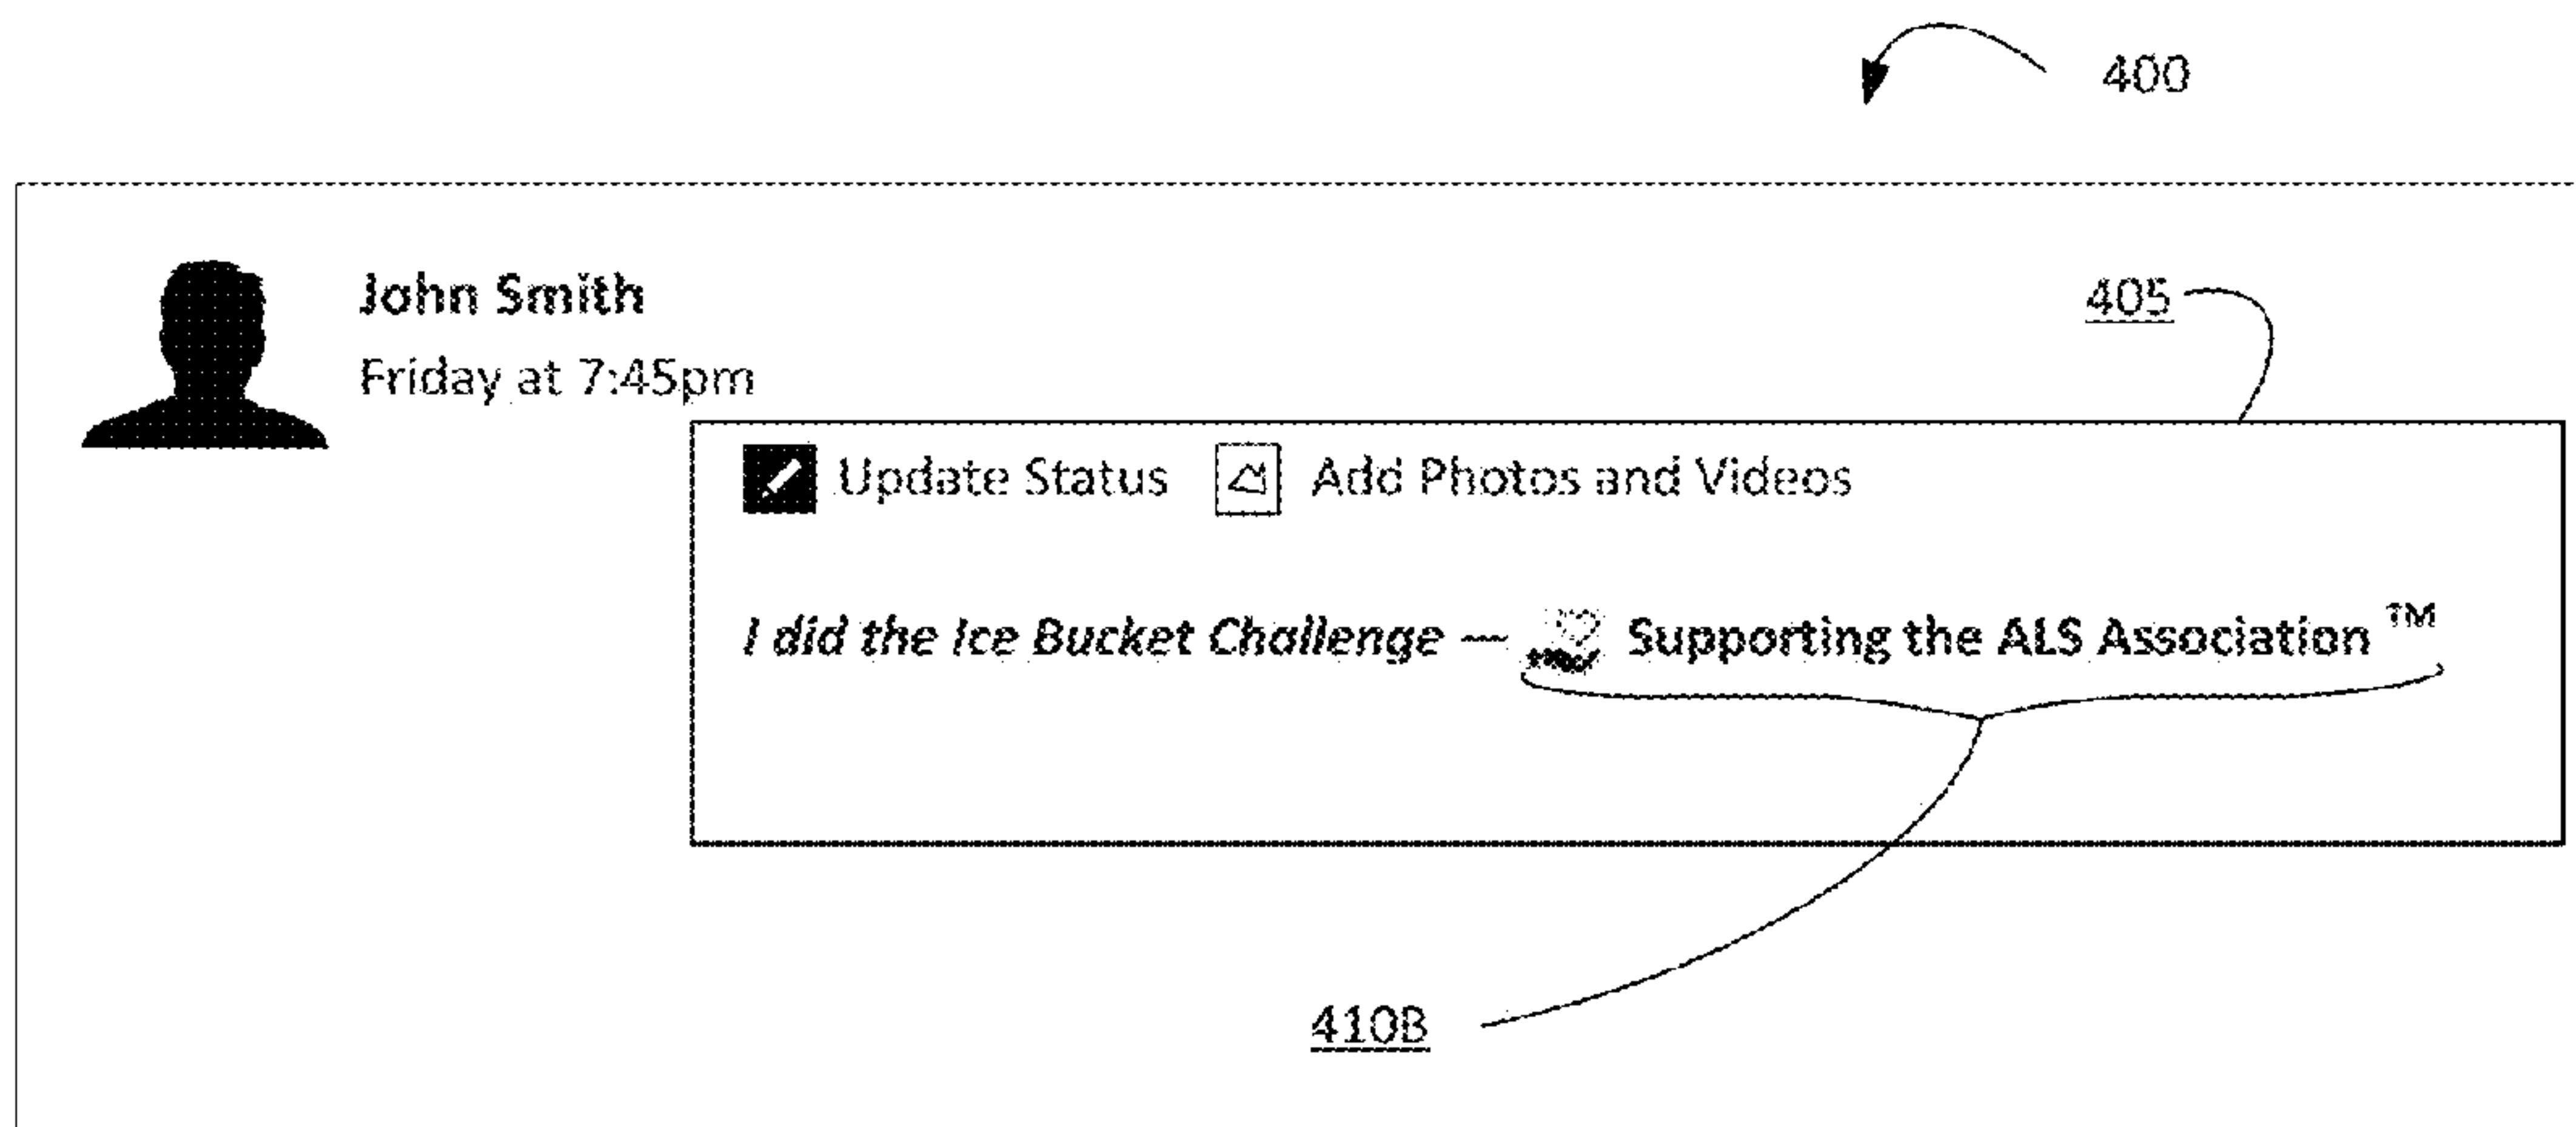 400
John Smith
405
Friday at 7:45pm
Update Status Add Photos and Videos
I did the Ice Bucket Challenge — Supporting the ALS Association ™
410B